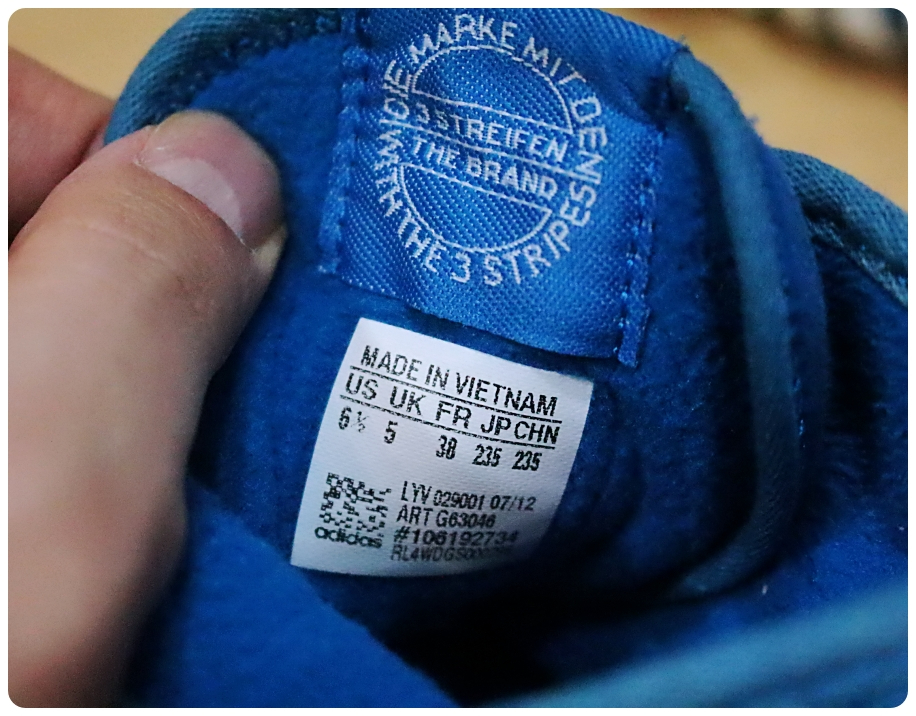 DIE MARKE MIT DEN
3 STREIFEN
THE BRAND
WITH THE 3 STRIPES
MADE IN VIETNAM
US UK FR JP CHN
6½ 5 38 235 235
LYV 029001 07/12
ART G63046
#106192734
adidas